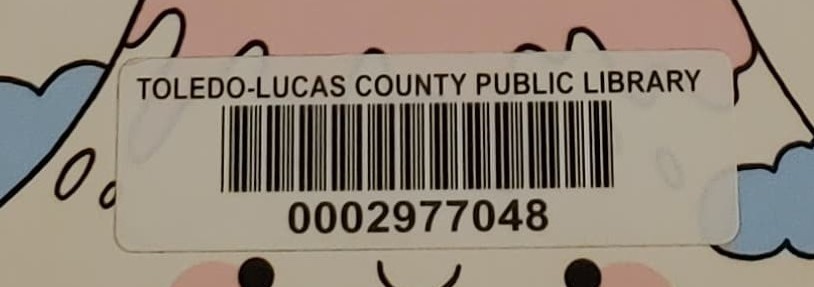 TOLEDO-LUCAS COUNTY PUBLIC LIBRARY
0002977048